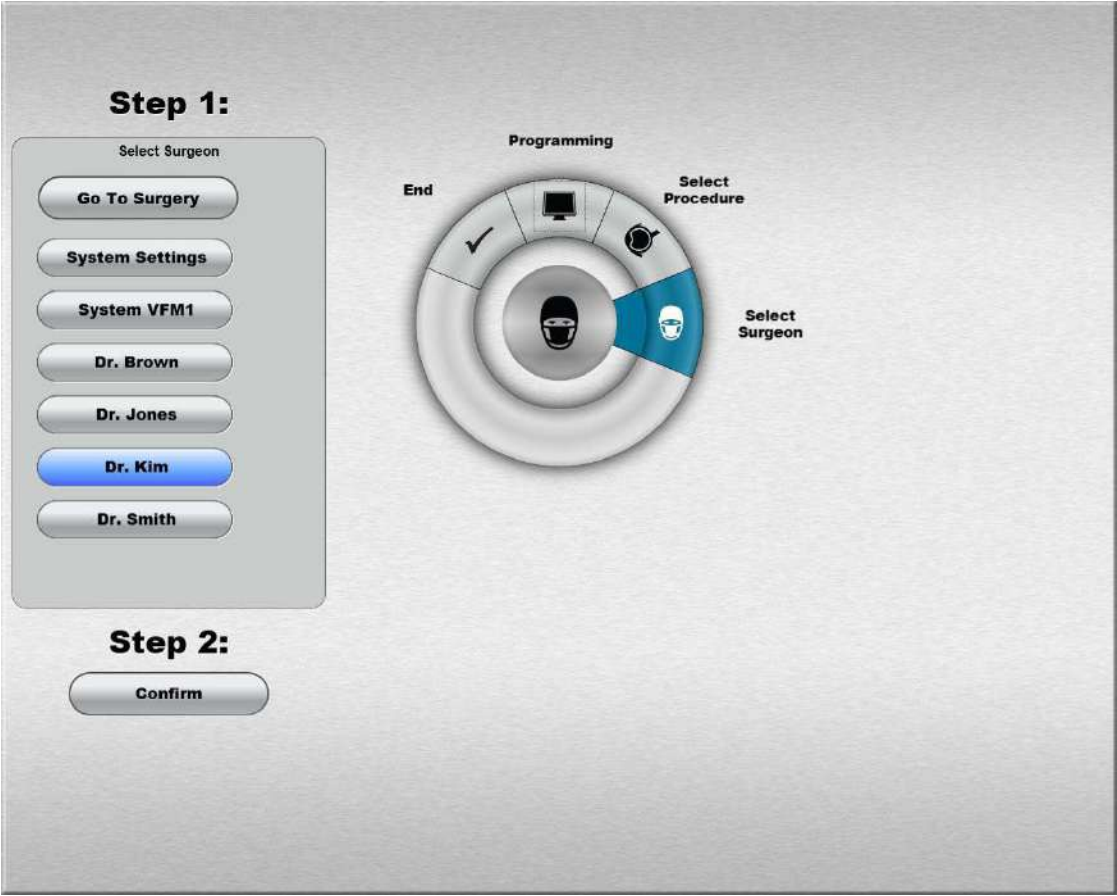 Step 1:
Select Surgeon
Go To Surgery
System Settings
System VFM1
Dr. Brown
Dr. Jones
Dr. Kim
Dr. Smith
Step 2:
Confirm
Programming
End
Select
Procedure
Select
Surgeon